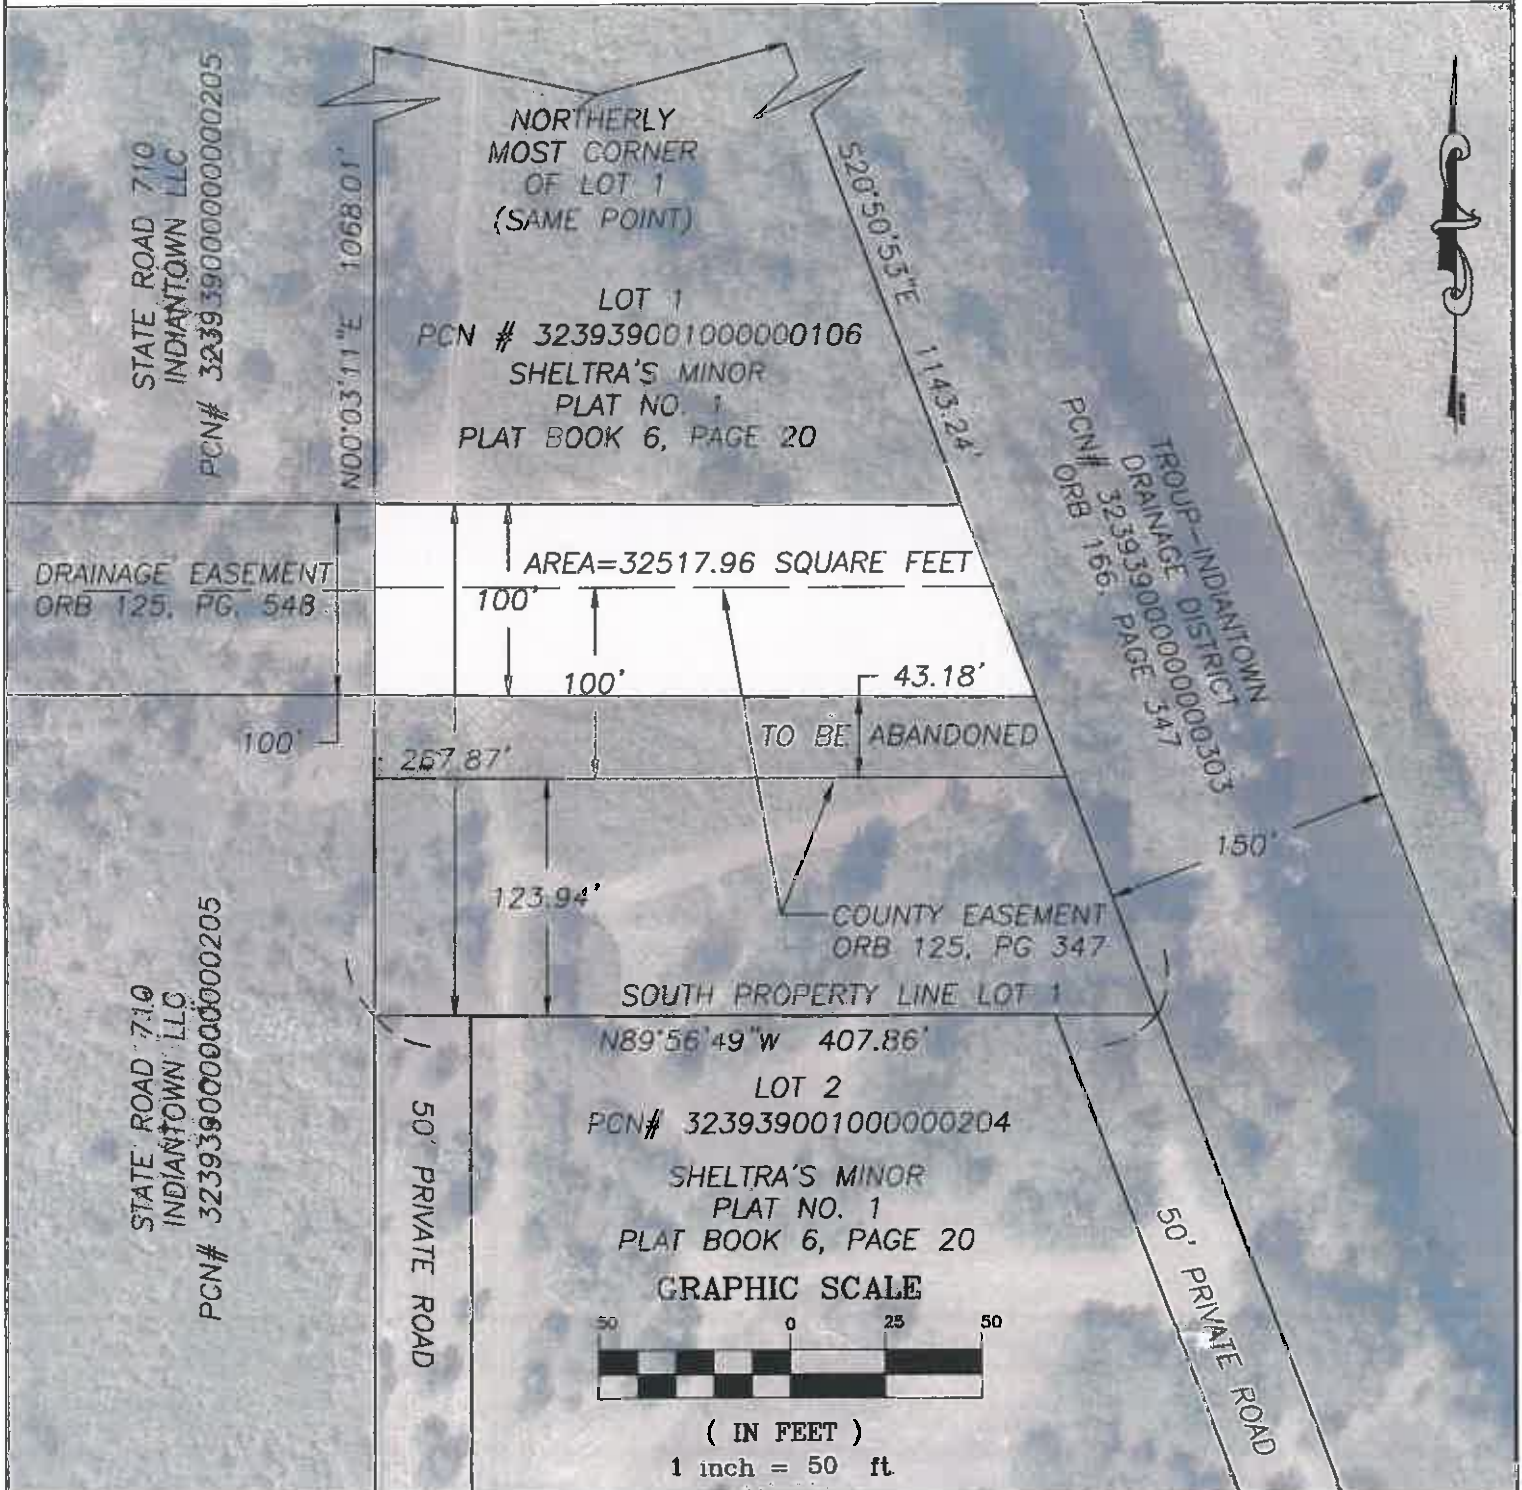 NORTHERLY
MOST CORNER
OF LOT 1
(SAME POINT)
STATE ROAD 710
INDIANTOWN LLC
PCN# 323939000000000205
N00°03'11"E 1068.01'
S20°50'53"E 1143.24'
LOT 1
PCN # 323939001000000106
SHELTRA'S MINOR
PLAT NO. 1
PLAT BOOK 6, PAGE 20
TROUP-INDIANTOWN
DRAINAGE DISTRICT
PCN# 323939000000000303
ORB 166, PAGE 347
DRAINAGE EASEMENT
ORB 125, PG. 548
AREA=32517.96 SQUARE FEET
100'
100'
43.18'
100'
TO BE ABANDONED
267.87'
150'
123.94'
COUNTY EASEMENT
ORB 125, PG 347
SOUTH PROPERTY LINE LOT 1
N89°56'49"W 407.86'
STATE ROAD 710
INDIANTOWN LLC
PCN# 323939000000000205
50' PRIVATE ROAD
LOT 2
PCN# 323939001000000204
SHELTRA'S MINOR
PLAT NO. 1
PLAT BOOK 6, PAGE 20
50' PRIVATE ROAD
GRAPHIC SCALE
50 0 25 50
( IN FEET )
1 inch = 50 ft.